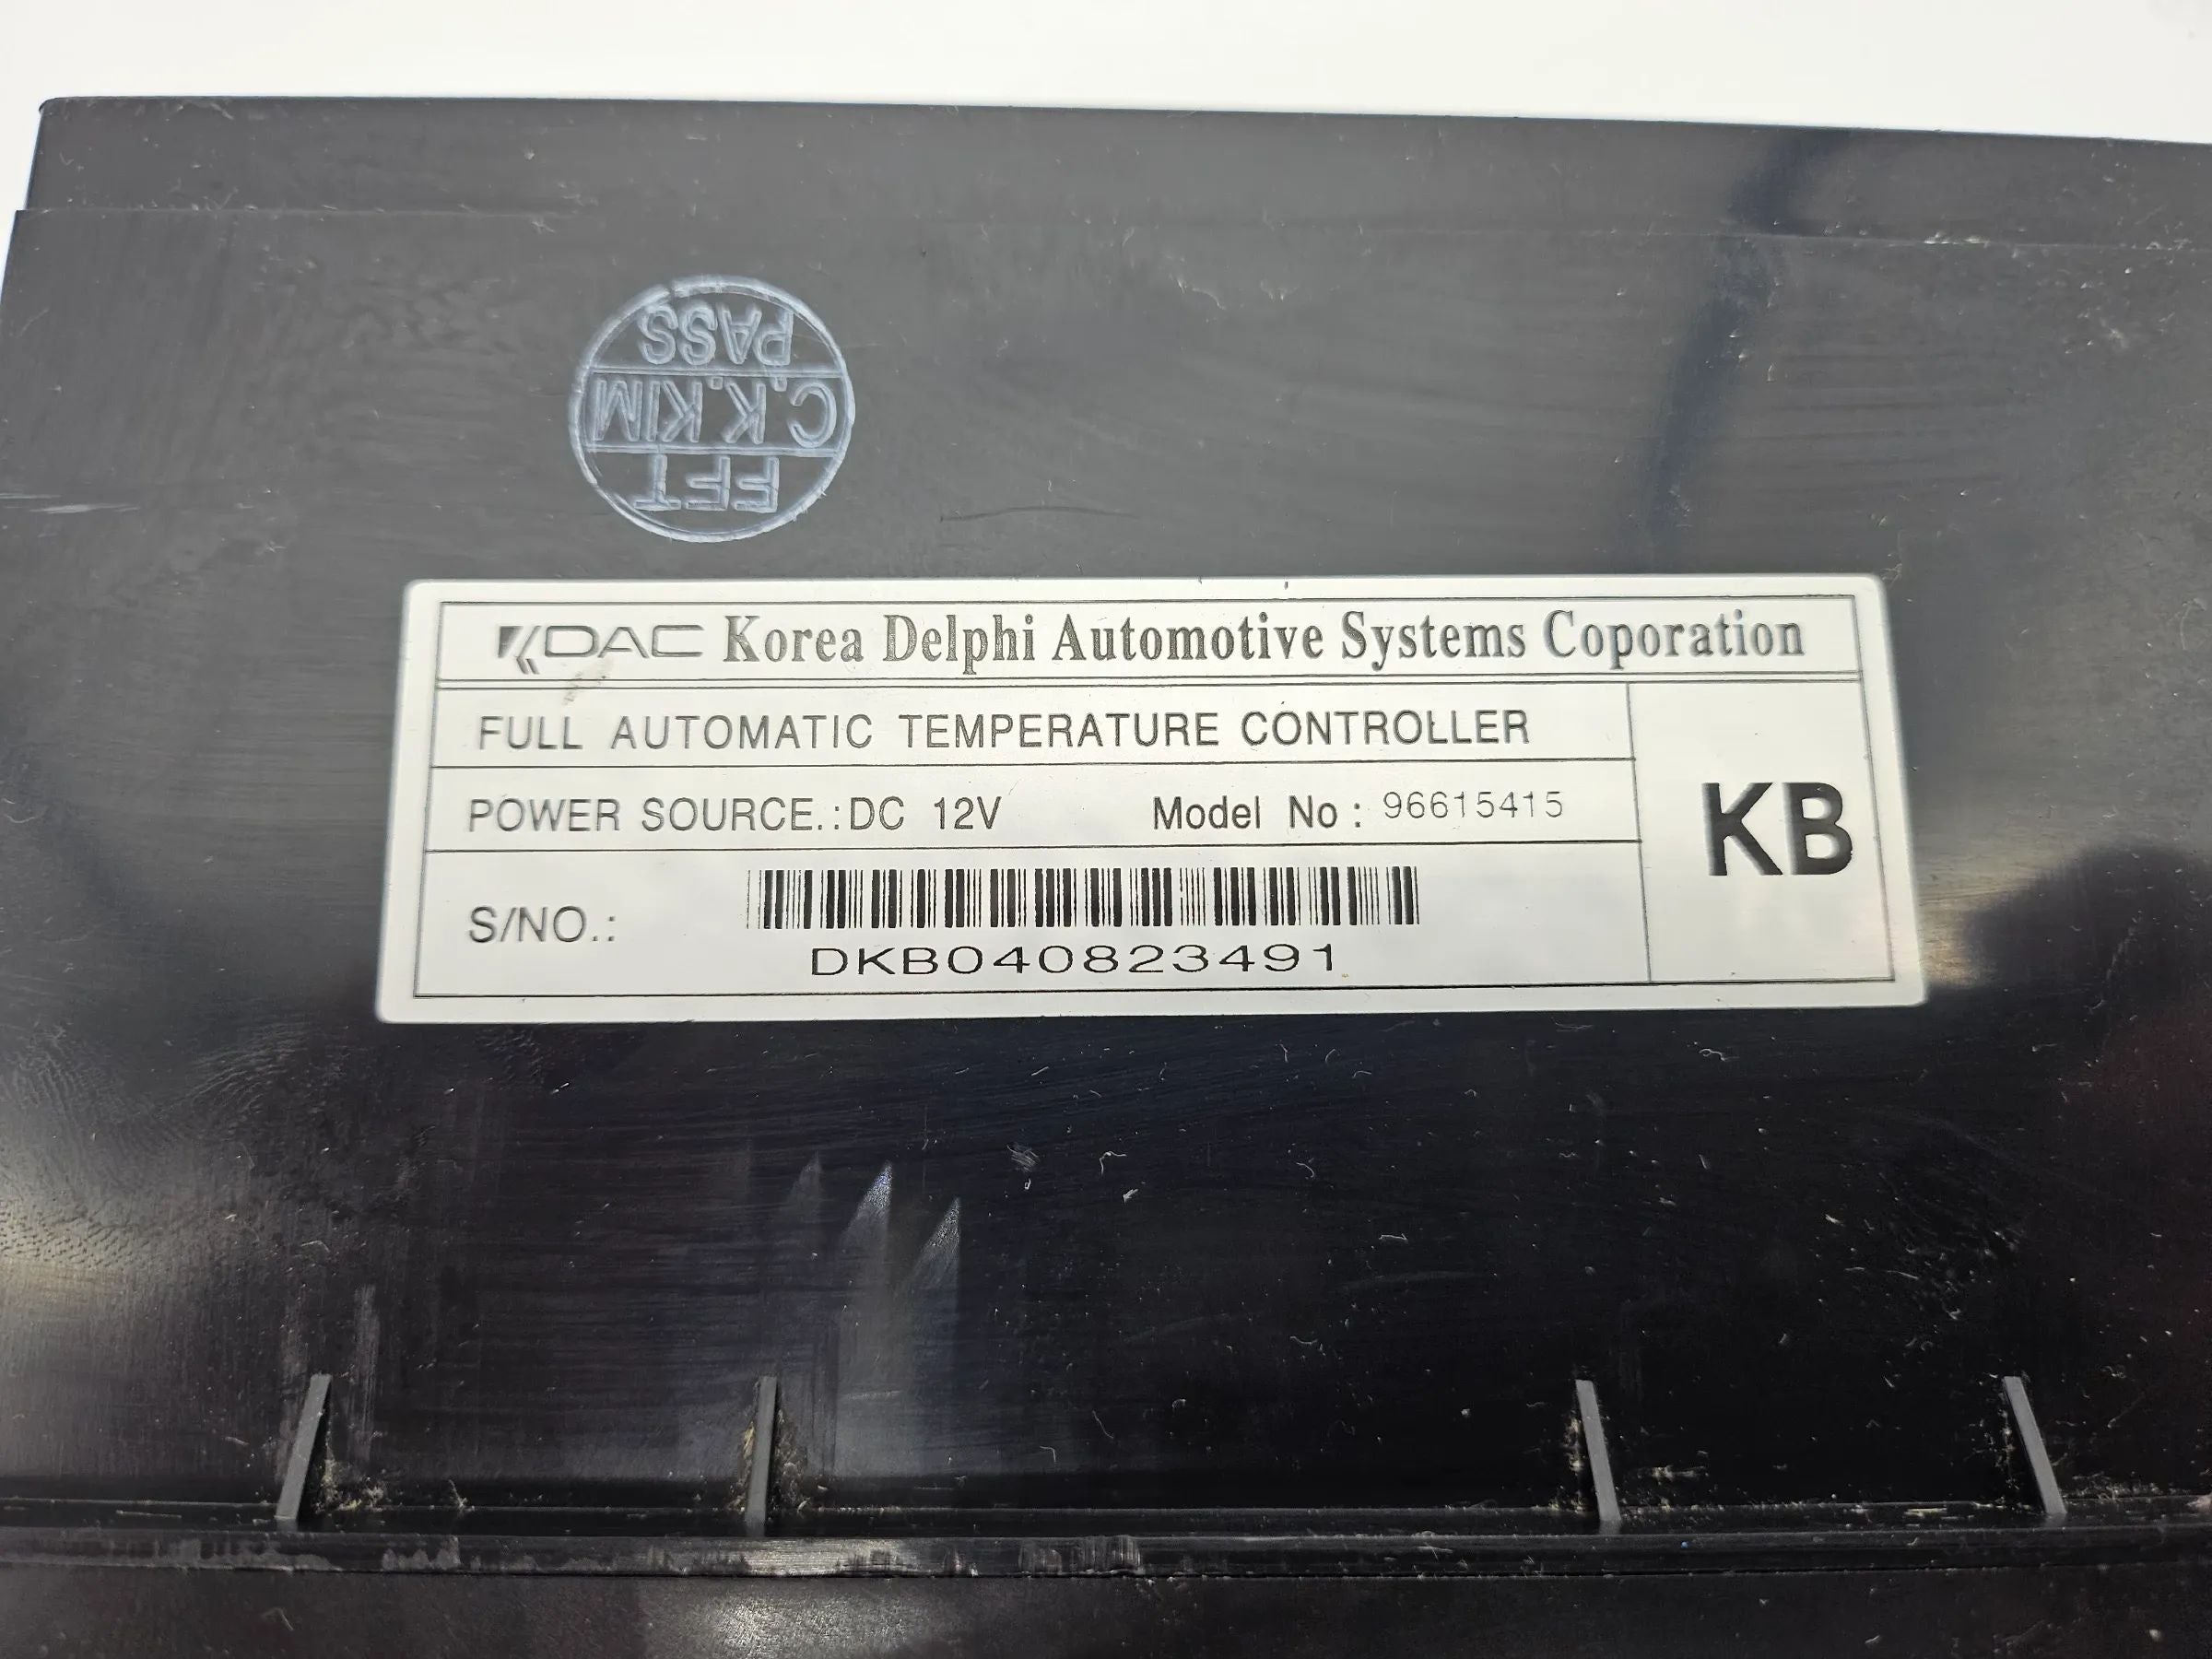 PASS
C.K.KIM
FFT
KDAC Korea Delphi Automotive Systems Coporation
FULL AUTOMATIC TEMPERATURE CONTROLLER
POWER SOURCE.:DC 12V Model No : 96615415
KB
S/NO.:
DKB040823491